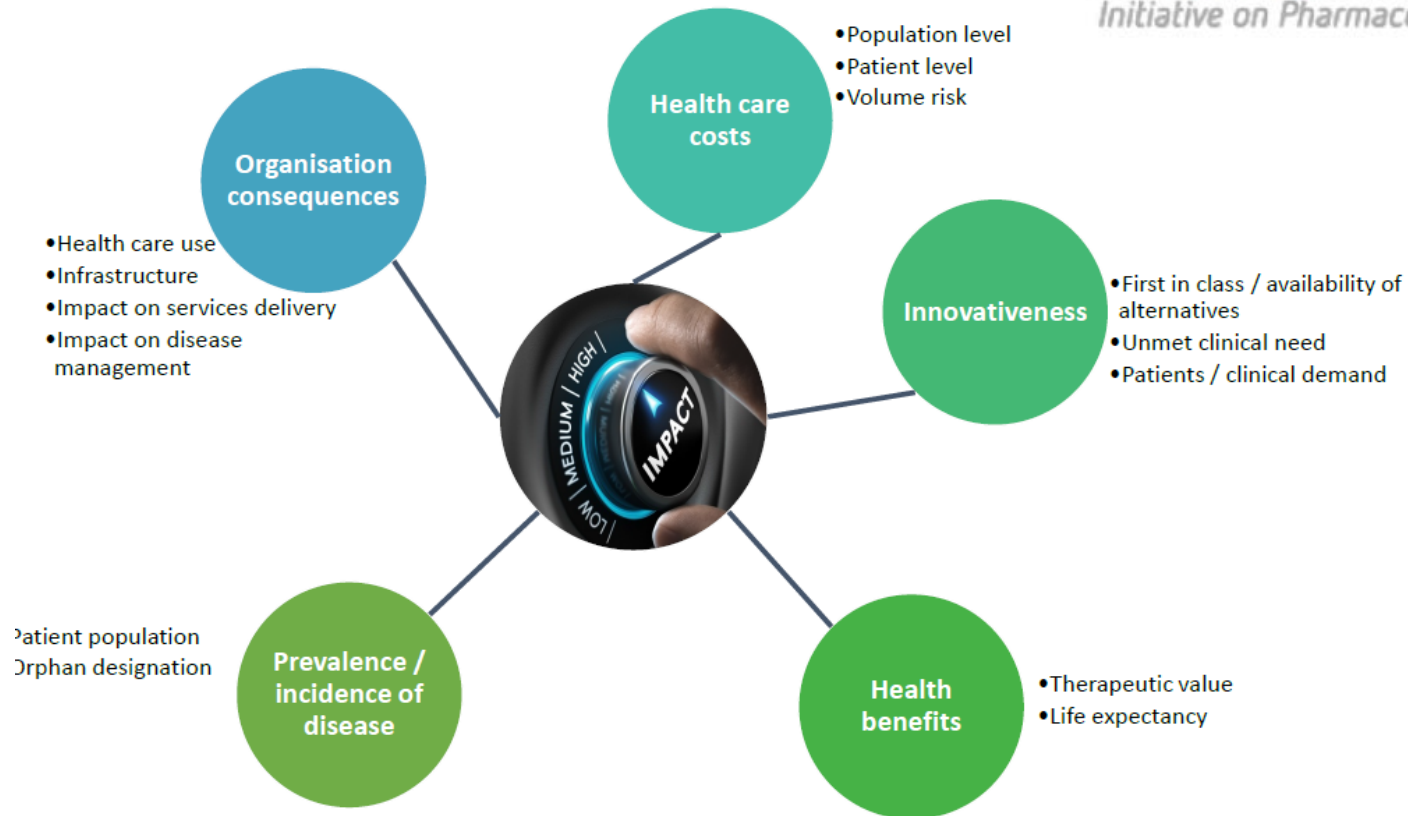 Initiative on Pharmac
Health care
costs
•Population level
•Patient level
•Volume risk
Organisation
consequences
•Health care use
•Infrastructure
•Impact on services delivery
•Impact on disease
management
Innovativeness
•First in class / availability of
alternatives
•Unmet clinical need
•Patients / clinical demand
LOW | MEDIUM | HIGH |
IMPACT
Prevalence /
incidence of
disease
Patient population
Orphan designation
Health
benefits
•Therapeutic value
•Life expectancy